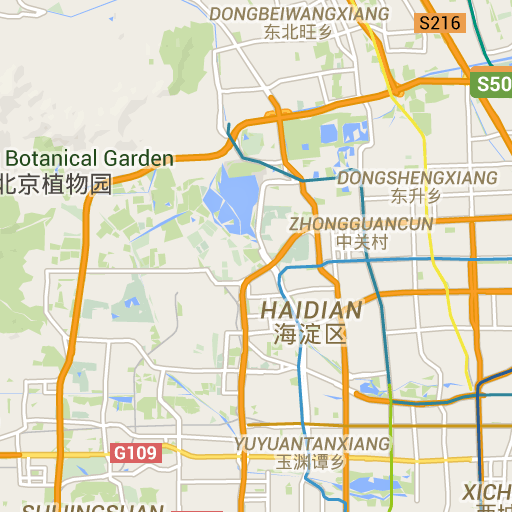 DONGBEIWANGXIANG
东北旺乡
S216
S50
Botanical Garden
北京植物园
DONGSHENGXIANG
东升乡
ZHONGGUANCUN
中关村
HAIDIAN
海淀区
YUYUANTANXIANG
玉渊谭乡
G109
XICH
SHIJINGSHAN